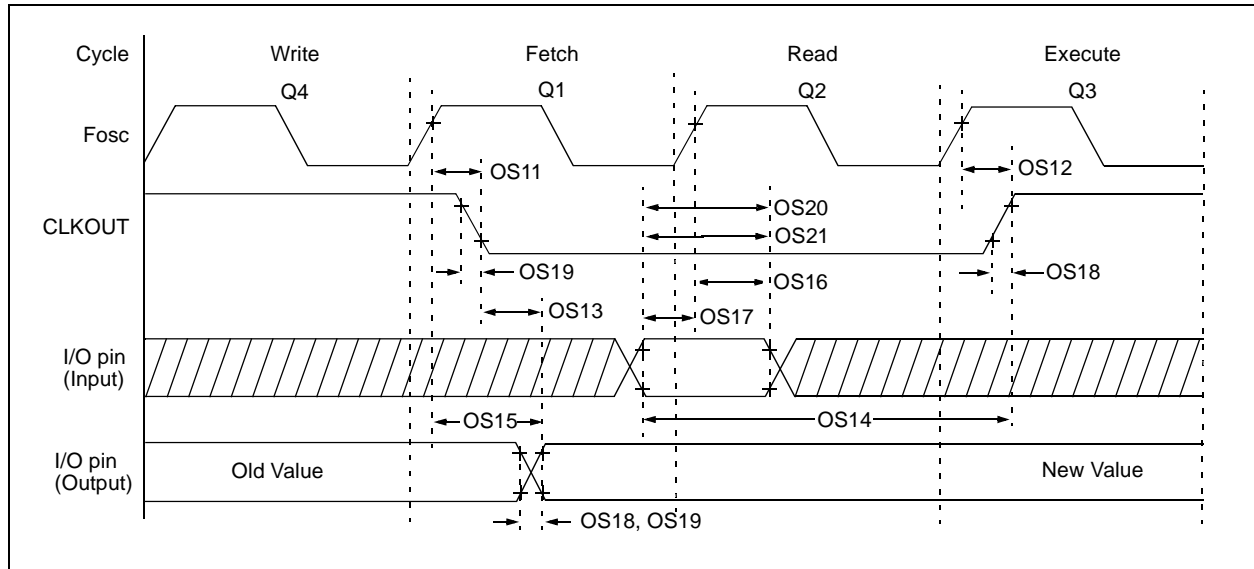 Cycle Write Fetch Read Execute
Q4 Q1 Q2 Q3
Fosc
OS11 OS12
OS20
CLKOUT
OS21
OS19 OS18
OS16
OS13 OS17
I/O pin
(Input)
OS15 OS14
I/O pin
(Output)
Old Value New Value
OS18, OS19